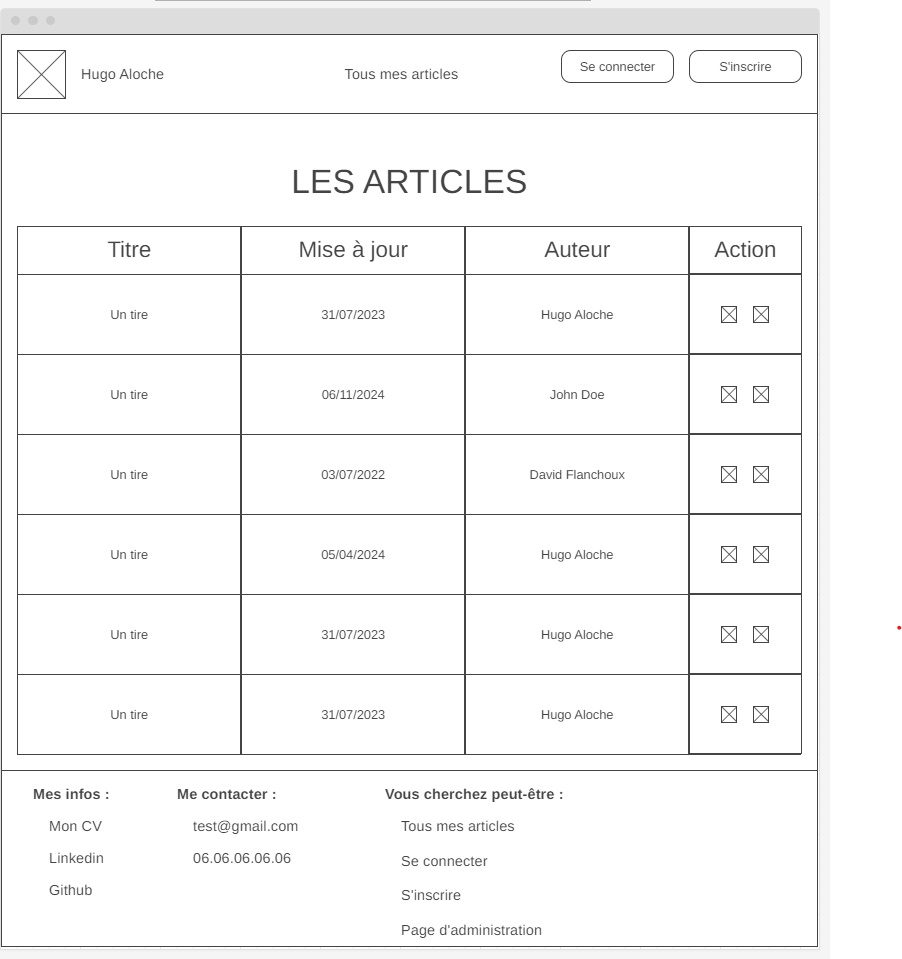 Hugo Aloche
Tous mes articles
Se connecter
S'inscrire
LES ARTICLES
Titre Mise à jour Auteur Action
Un tire 31/07/2023 Hugo Aloche
Un tire 06/11/2024 John Doe
Un tire 03/07/2022 David Flanchoux
Un tire 05/04/2024 Hugo Aloche
Un tire 31/07/2023 Hugo Aloche
Un tire 31/07/2023 Hugo Aloche
Mes infos :
Mon CV
Linkedin
Github
Me contacter :
test@gmail.com
06.06.06.06.06
Vous cherchez peut-être :
Tous mes articles
Se connecter
S'inscrire
Page d'administration